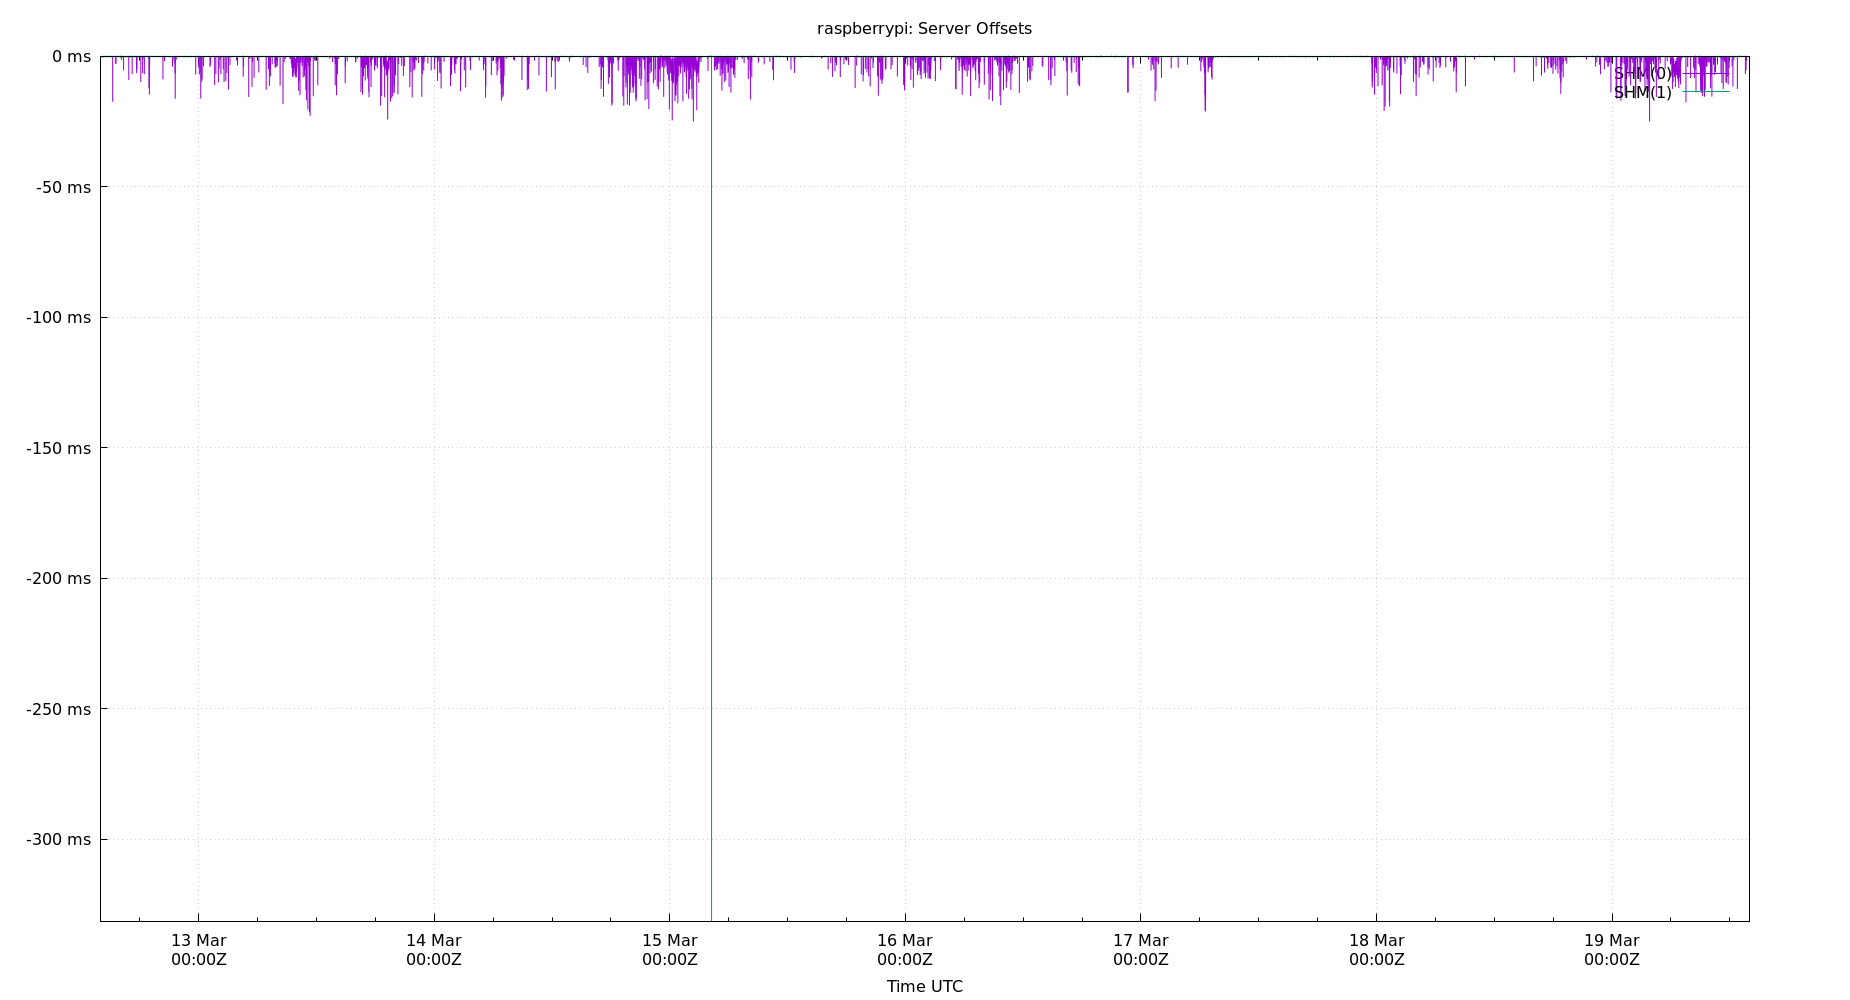 raspberrypi: Server Offsets
0 ms
SHM(0)
SHM(1)
-50 ms
-100 ms
-150 ms
-200 ms
-250 ms
-300 ms
13 Mar 14 Mar 15 Mar 16 Mar 17 Mar 18 Mar 19 Mar
00:00Z 00:00Z 00:00Z 00:00Z 00:00Z 00:00Z 00:00Z
Time UTC